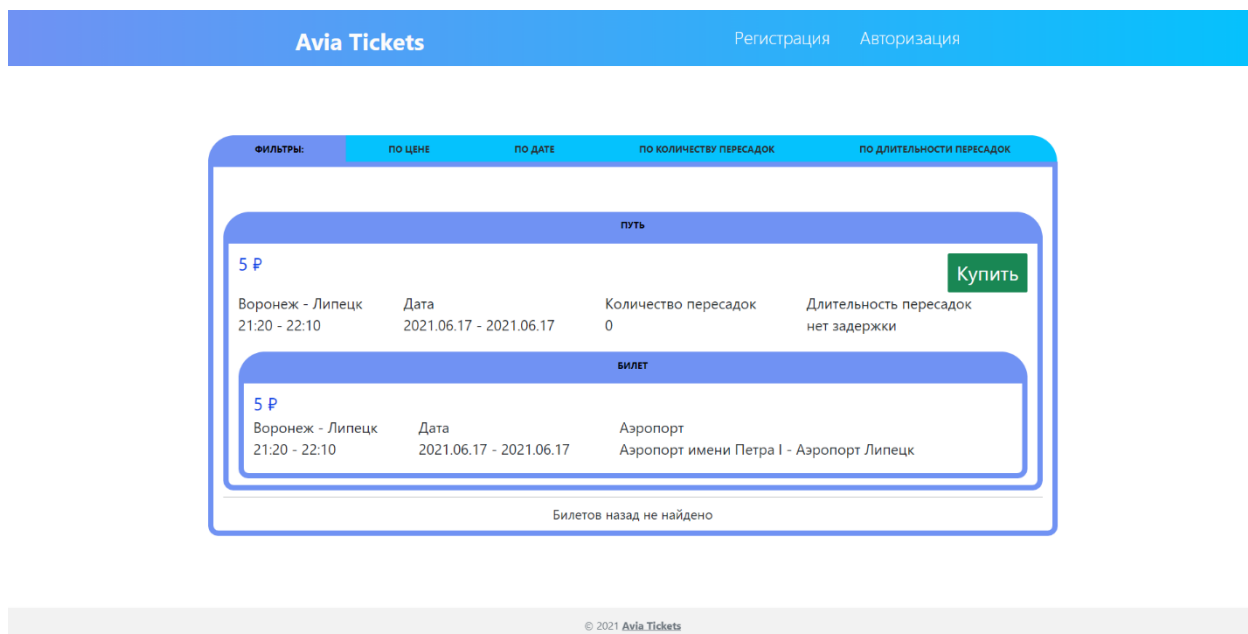 Avia Tickets Регистрация Авторизация
ФИЛЬТРЫ: ПО ЦЕНЕ ПО ДАТЕ ПО КОЛИЧЕСТВУ ПЕРЕСАДОК ПО ДЛИТЕЛЬНОСТИ ПЕРЕСАДОК
ПУТЬ
5 ₽ Купить
Воронеж - Липецк Дата Количество пересадок Длительность пересадок
21:20 - 22:10 2021.06.17 - 2021.06.17 0 нет задержки
БИЛЕТ
5 ₽
Воронеж - Липецк Дата Аэропорт
21:20 - 22:10 2021.06.17 - 2021.06.17 Аэропорт имени Петра I - Аэропорт Липецк
Билетов назад не найдено
© 2021 Avia Tickets